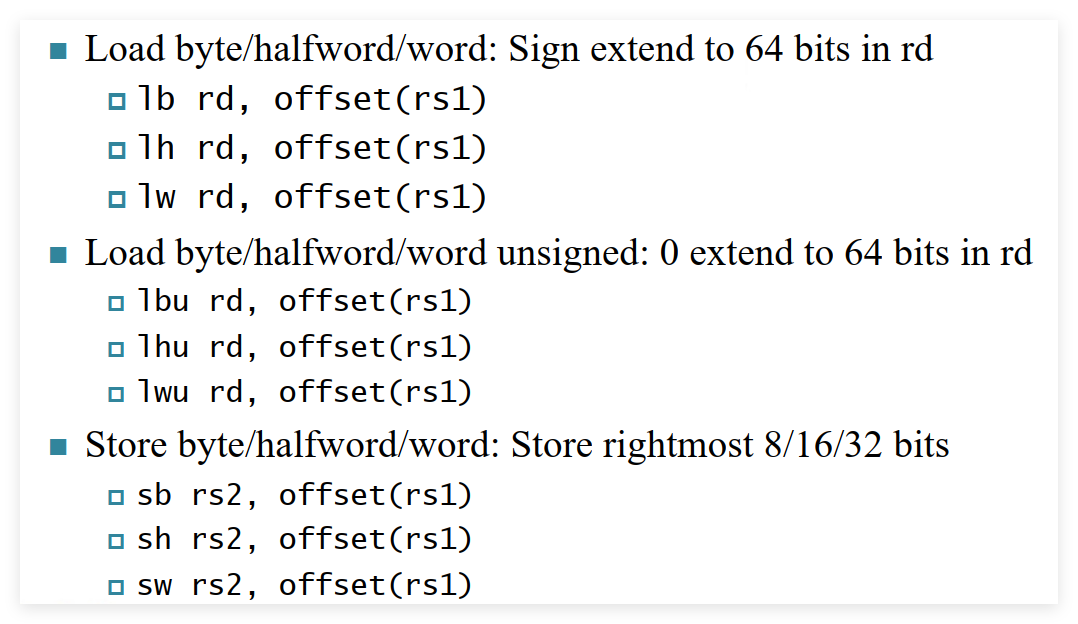 Load byte/halfword/word: Sign extend to 64 bits in rd
lb rd, offset(rs1)
lh rd, offset(rs1)
lw rd, offset(rs1)
Load byte/halfword/word unsigned: 0 extend to 64 bits in rd
lbu rd, offset(rs1)
lhu rd, offset(rs1)
lwu rd, offset(rs1)
Store byte/halfword/word: Store rightmost 8/16/32 bits
sb rs2, offset(rs1)
sh rs2, offset(rs1)
sw rs2, offset(rs1)